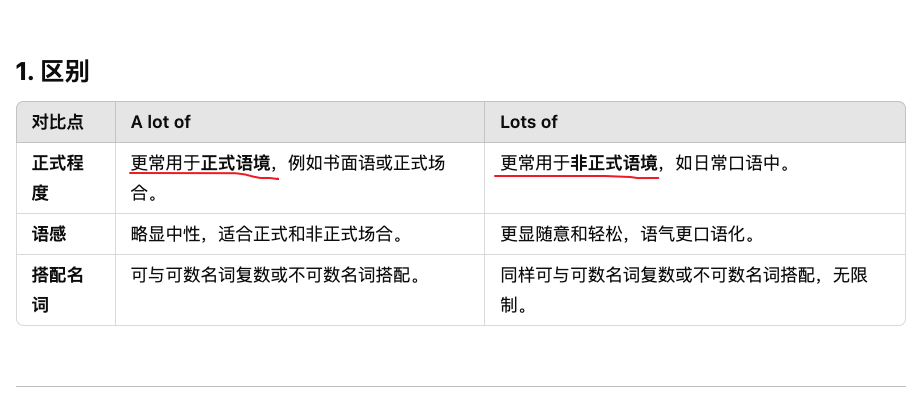 1. 区别
对比点 A lot of Lots of
正式程 更常用于正式语境，例如书面语或正式场 更常用于非正式语境，如日常口语中。
度 合。
语感 略显中性，适合正式和非正式场合。 更显随意和轻松，语气更口语化。
搭配名 可与可数名词复数或不可数名词搭配。 同样可与可数名词复数或不可数名词搭配，无限
词 制。